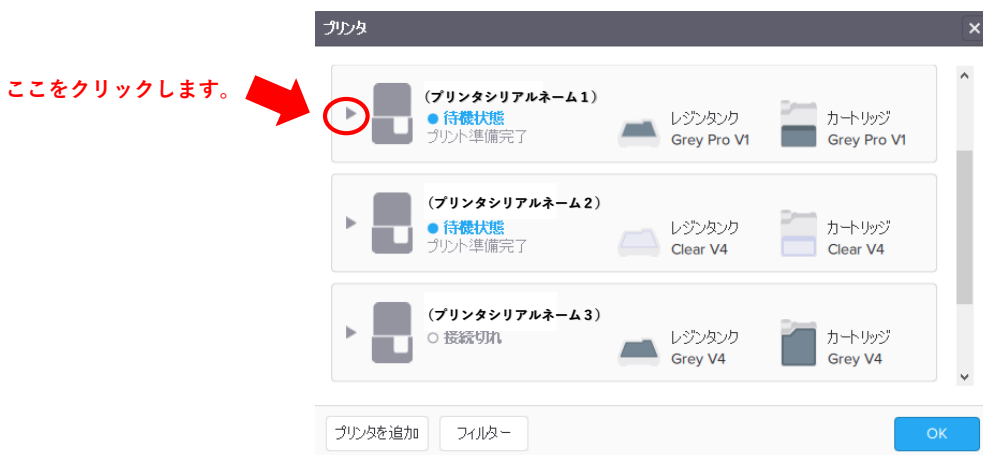 プリンタ
ここをクリックします。
(プリンタシリアルネーム１)
待機状態
プリント準備完了
レジンタンク
Grey Pro V1
カートリッジ
Grey Pro V1
(プリンタシリアルネーム２)
待機状態
プリント準備完了
レジンタンク
Clear V4
カートリッジ
Clear V4
(プリンタシリアルネーム３)
接続切れ
レジンタンク
Grey V4
カートリッジ
Grey V4
プリンタを追加
フィルター
OK